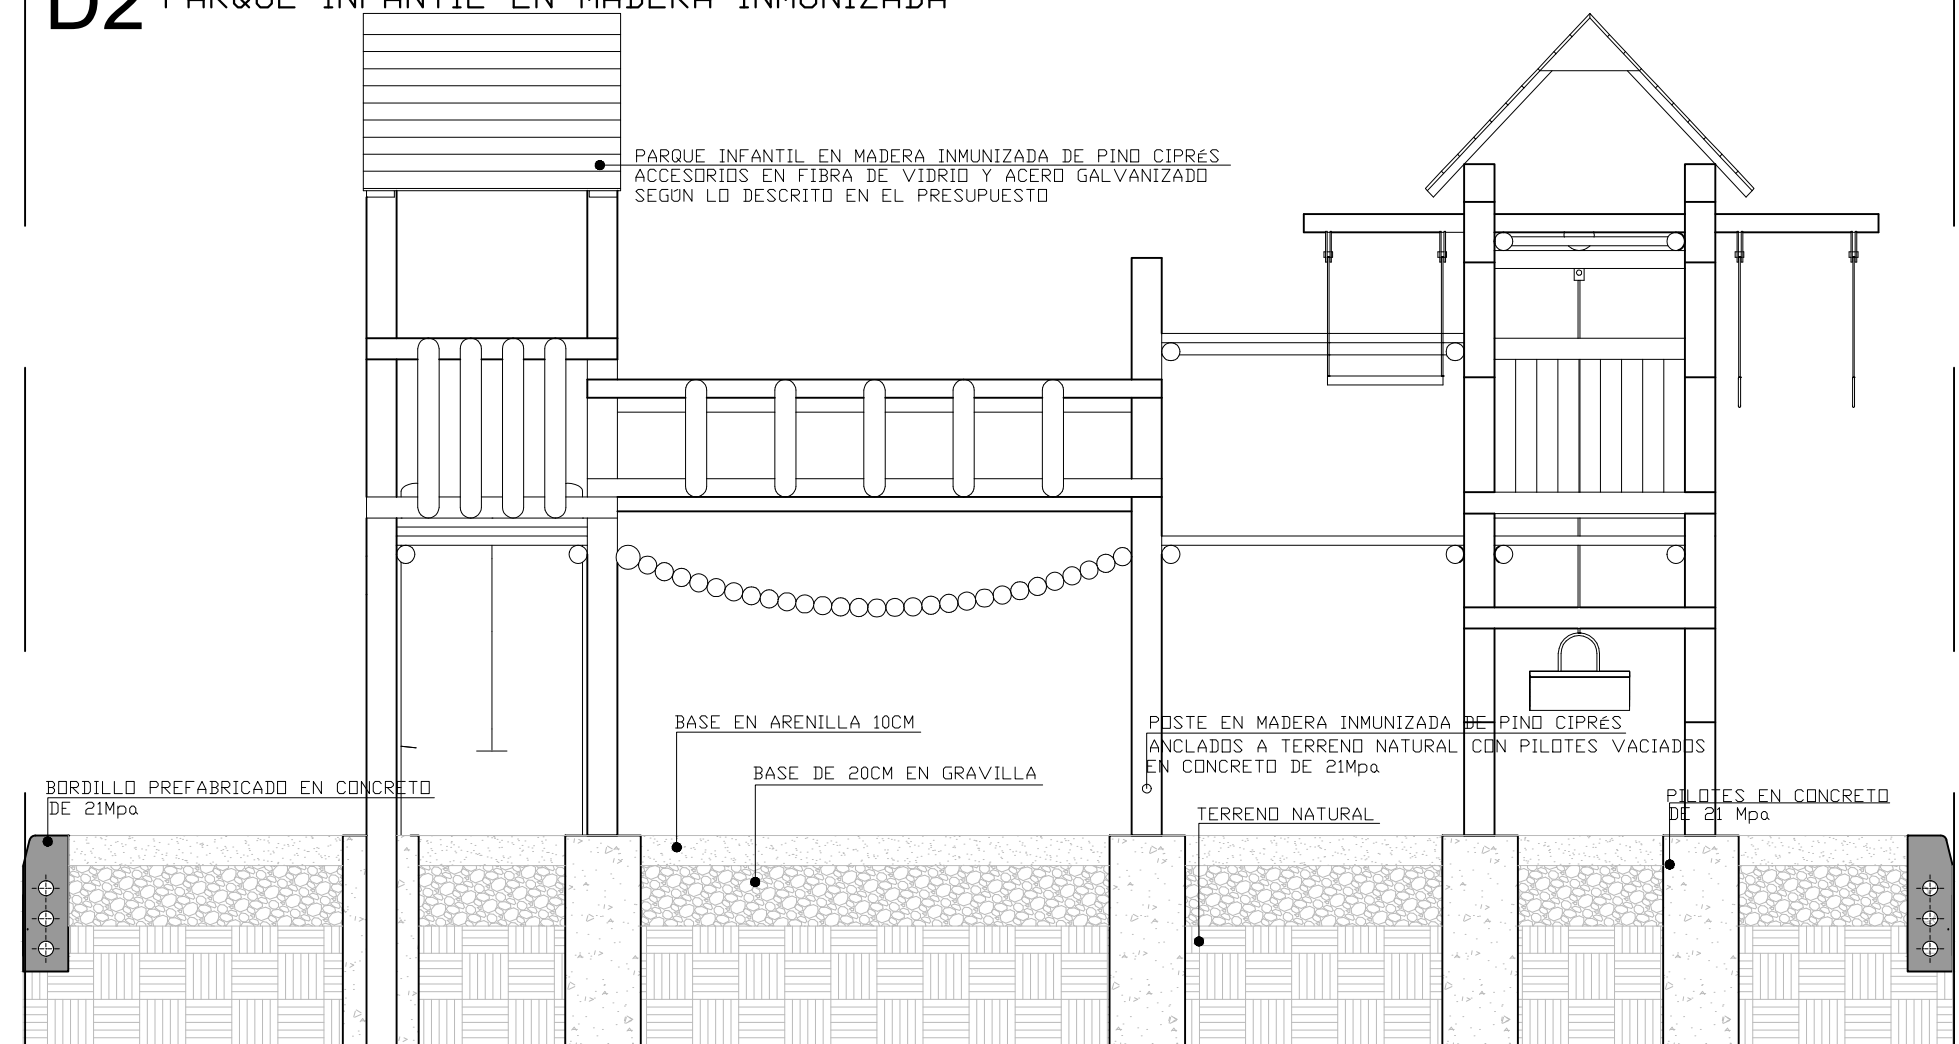 D2 PARQUE INFANTIL EN MADERA INMUNIZADA
PARQUE INFANTIL EN MADERA INMUNIZADA DE PINO CIPRéS
ACCESORIOS EN FIBRA DE VIDRIO Y ACERO GALVANIZADO
SEGÚN LO DESCRITO EN EL PRESUPUESTO
BASE EN ARENILLA 10CM
POSTE EN MADERA INMUNIZADA DE PINO CIPRéS
ANCLADOS A TERRENO NATURAL CON PILOTES VACIADOS
EN CONCRETO DE 21Mpa
BASE DE 20CM EN GRAVILLA
BORDILLO PREFABRICADO EN CONCRETO
DE 21Mpa
TERRENO NATURAL
PILOTES EN CONCRETO
DE 21 Mpa